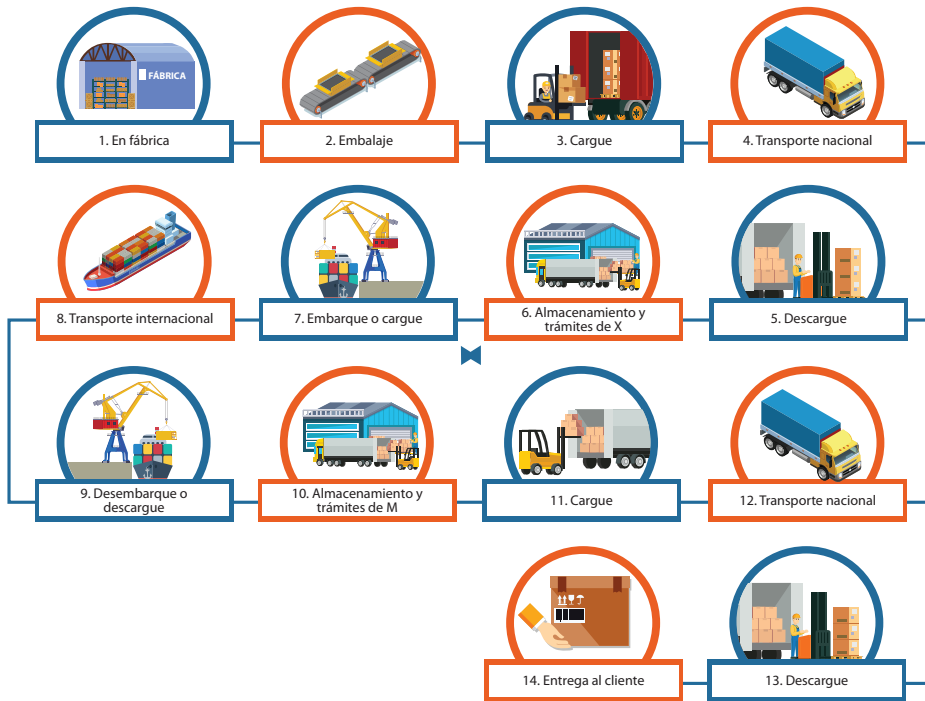 FÁBRICA
1. En fábrica
2. Embalaje
3. Cargue
4. Transporte nacional
8. Transporte internacional
7. Embarque o cargue
6. Almacenamiento y
trámites de X
5. Descargue
9. Desembarque o
descargue
10. Almacenamiento y
trámites de M
11. Cargue
12. Transporte nacional
14. Entrega al cliente
13. Descargue